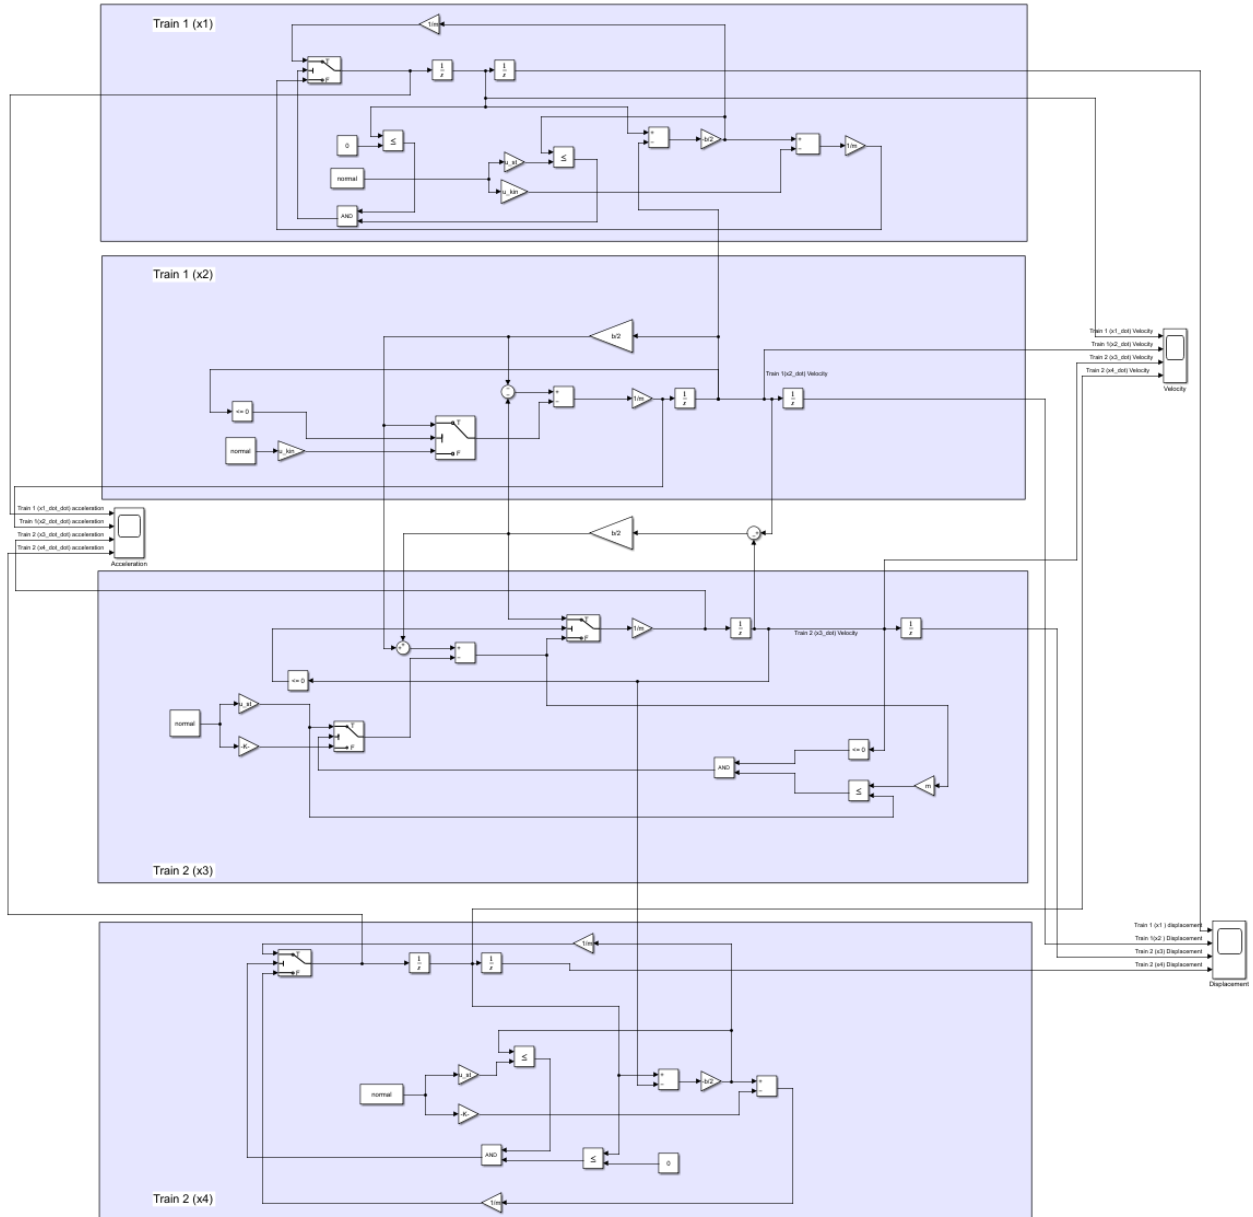 Train 1 (x1)
1/m
T
F
1/s
1/s
0
≤
normal
u_st
≤
u_kin
AND
+
−
-b/2
+
−
1/m
Train 1 (x2)
b/2
Train 1(x2_dot) Velocity
<= 0
normal
u_kin
T
F
+
−
1/m
1/s
1/s
Train 1 (x1_dot) Velocity
Train 1(x2_dot) Velocity
Train 2 (x3_dot) Velocity
Train 2 (x4_dot) Velocity
Velocity
Train 1 (x1_dot_dot) acceleration
Train 1(x2_dot_dot) acceleration
Train 2 (x3_dot_dot) acceleration
Train 2 (x4_dot_dot) acceleration
Acceleration
b/2
T
F
1/m
1/s
Train 2 (x3_dot) Velocity
1/s
+
−
<= 0
normal
u_st
-K-
T
F
AND
<= 0
≤
m
Train 2 (x3)
Train 1 (x1 ) displacement
Train 1(x2 ) Displacement
Train 2 (x3) Displacement
Train 2 (x4) Displacement
Displacement
1/m
T
F
1/s
1/s
normal
u_st
≤
-K-
+
−
-b/2
+
−
AND
≤
0
1/m
Train 2 (x4)